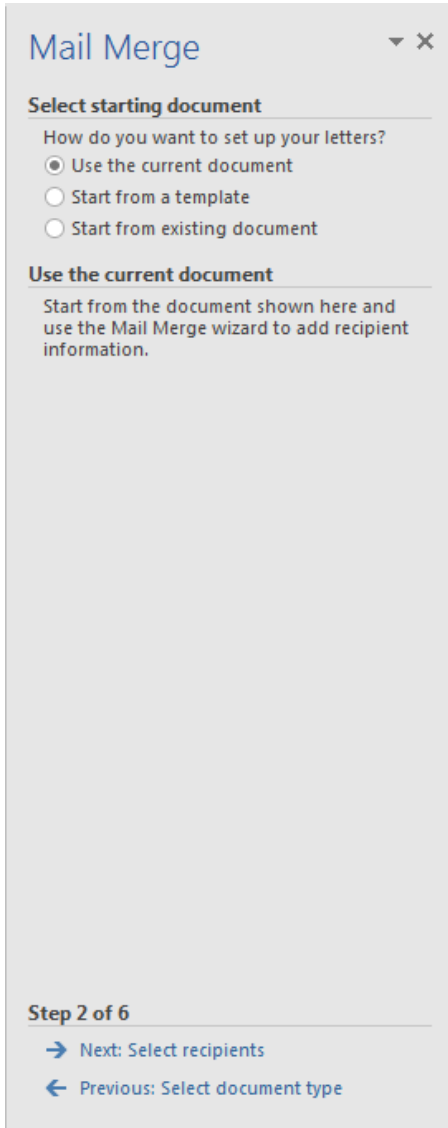 Mail Merge
Select starting document
How do you want to set up your letters?
Use the current document
Start from a template
Start from existing document
Use the current document
Start from the document shown here and
use the Mail Merge wizard to add recipient
information.
Step 2 of 6
Next: Select recipients
Previous: Select document type